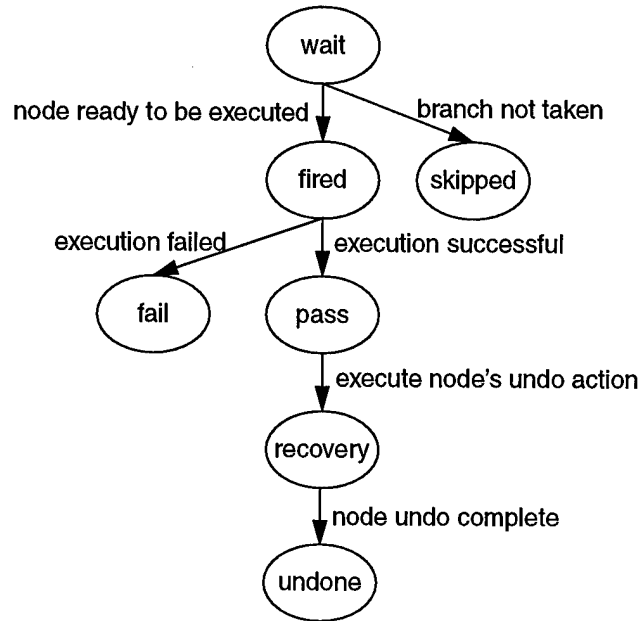 wait
node ready to be executed
branch not taken
fired
skipped
execution failed
execution successful
fail
pass
execute node's undo action
recovery
node undo complete
undone